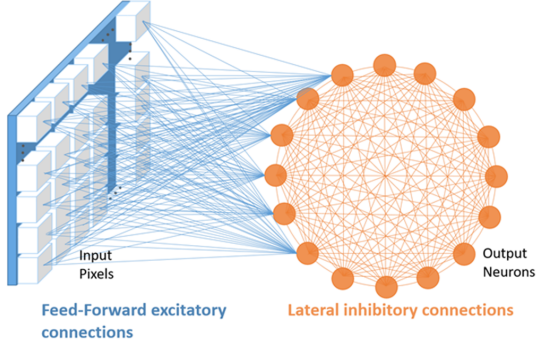 Input
Pixels
Output
Neurons
Feed-Forward excitatory
connections
Lateral inhibitory connections